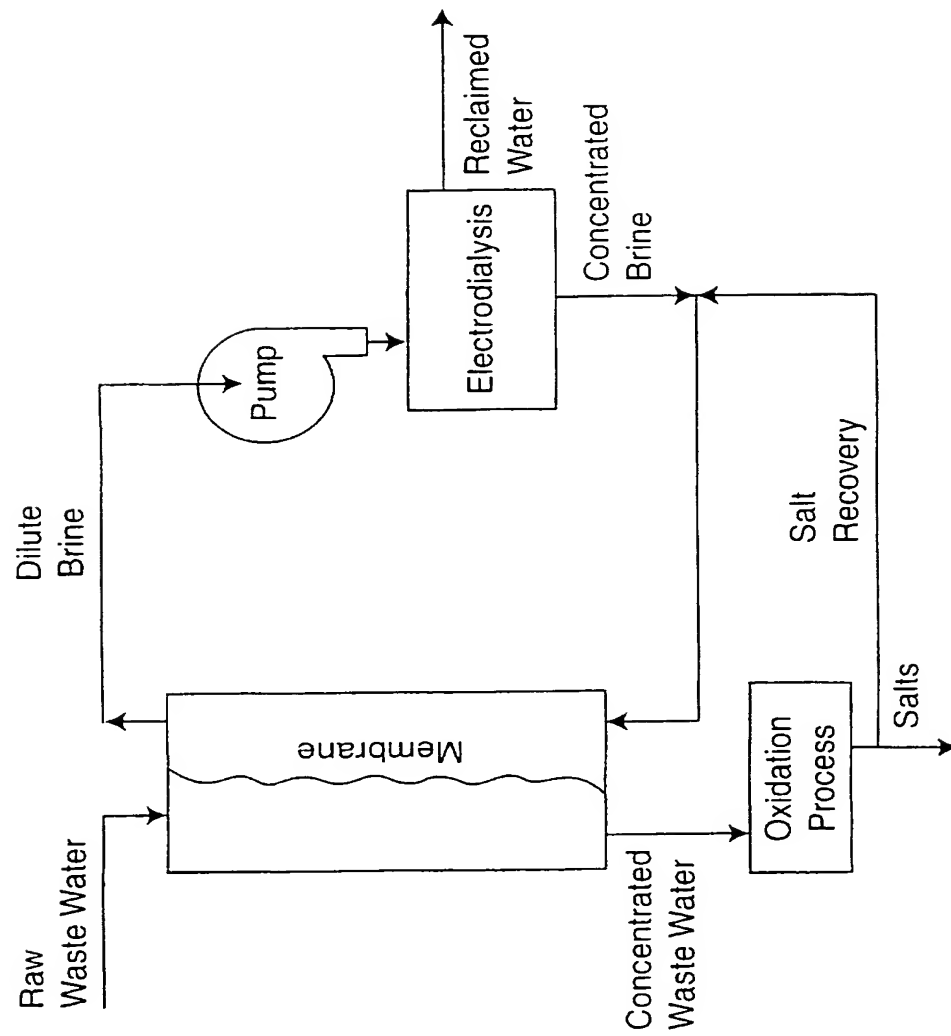 Raw
Waste Water
Dilute
Brine
Pump
Membrane
Electrodialysis
Reclaimed
Water
Concentrated
Brine
Concentrated
Waste Water
Oxidation
Process
Salt
Recovery
Salts